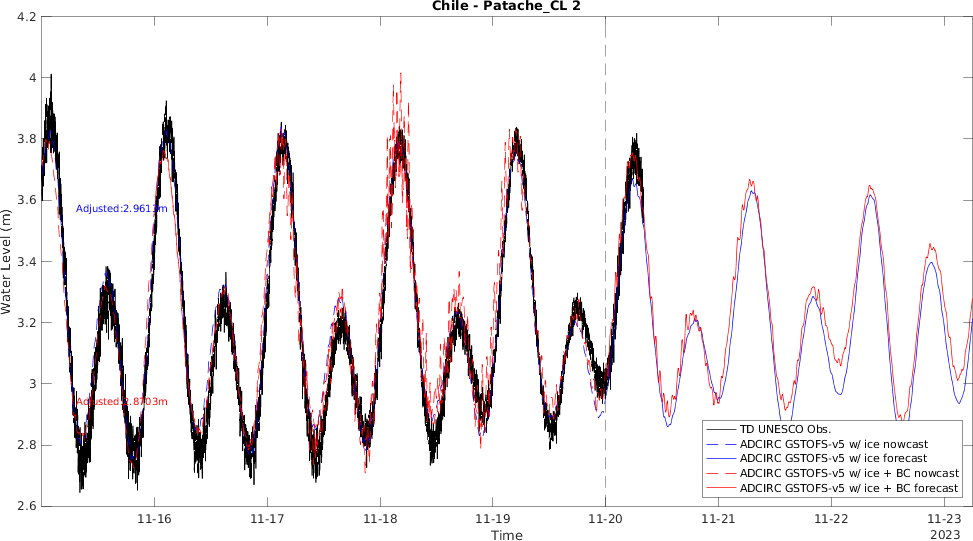 Chile - Patache_CL 2
4.2
4
3.8
3.6
3.4
3.2
3
2.8
2.6
Water Level (m)
Adjusted:2.9611m
Adjusted:2.8703m
TD UNESCO Obs.
ADCIRC GSTOFS-v5 w/ ice nowcast
ADCIRC GSTOFS-v5 w/ ice forecast
ADCIRC GSTOFS-v5 w/ ice + BC nowcast
ADCIRC GSTOFS-v5 w/ ice + BC forecast
11-16 11-17 11-18 11-19 11-20 11-21 11-22 11-23
Time 2023